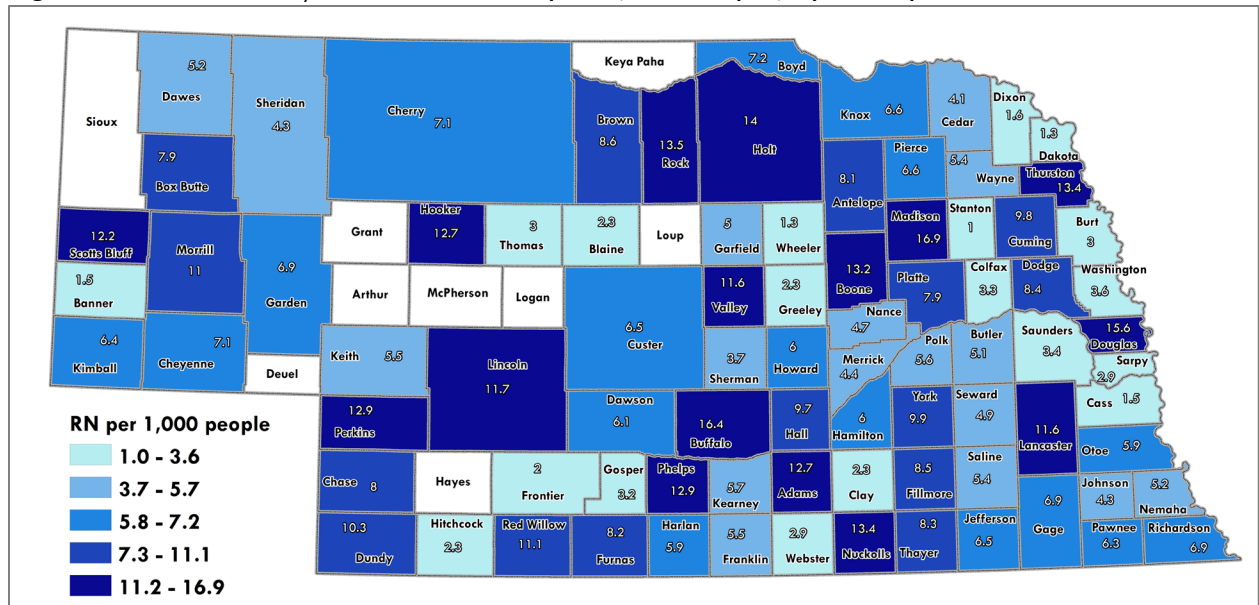 Keya Paha
7.2 Boyd
5.2
Dawes
Sheridan
4.3
Cherry
7.1
Sioux
Brown
8.6
13.5
Rock
14
Holt
Knox 6.6
4.1
Cedar
Dixon
1.6
1.3
Dakota
7.9
Box Butte
8.1
Antelope
Pierce
6.6
5.4
Wayne
Thurston
13.4
12.2
Scotts Bluff
Morrill
11
6.9
Garden
Grant
Hooker
12.7
3
Thomas
2.3
Blaine
Loup
5
Garfield
1.3
Wheeler
Madison
16.9
Stanton
1
9.8
Cuming
Burt
3
1.5
Banner
Arthur
McPherson
Logan
6.5
Custer
11.6
Valley
2.3
Greeley
13.2
Boone
Platte
7.9
Colfax
3.3
Dodge
8.4
Washington
3.6
6.4
Kimball
7.1
Cheyenne
Deuel
Keith 5.5
Lincoln
11.7
3.7
Sherman
6
Howard
Nance
4.7
Merrick
4.4
Polk
5.6
Butler
5.1
Saunders
3.4
15.6
Douglas
Sarpy
2.9
12.9
Perkins
Dawson
6.1
16.4
Buffalo
9.7
Hall
6
Hamilton
York
9.9
Seward
4.9
11.6
Lancaster
Cass 1.5
Otoe 5.9
Chase 8
Hayes
2
Frontier
Gosper
3.2
Phelps
12.9
5.7
Kearney
12.7
Adams
2.3
Clay
8.5
Fillmore
Saline
5.4
Johnson
4.3
5.2
Nemaha
10.3
Dundy
Hitchcock
2.3
Red Willow
11.1
8.2
Furnas
Harlan
5.9
5.5
Franklin
2.9
Webster
13.4
Nuckolls
8.3
Thayer
Jefferson
6.5
6.9
Gage
Pawnee
6.3
Richardson
6.9
RN per 1,000 people
1.0 - 3.6
3.7 - 5.7
5.8 - 7.2
7.3 - 11.1
11.2 - 16.9